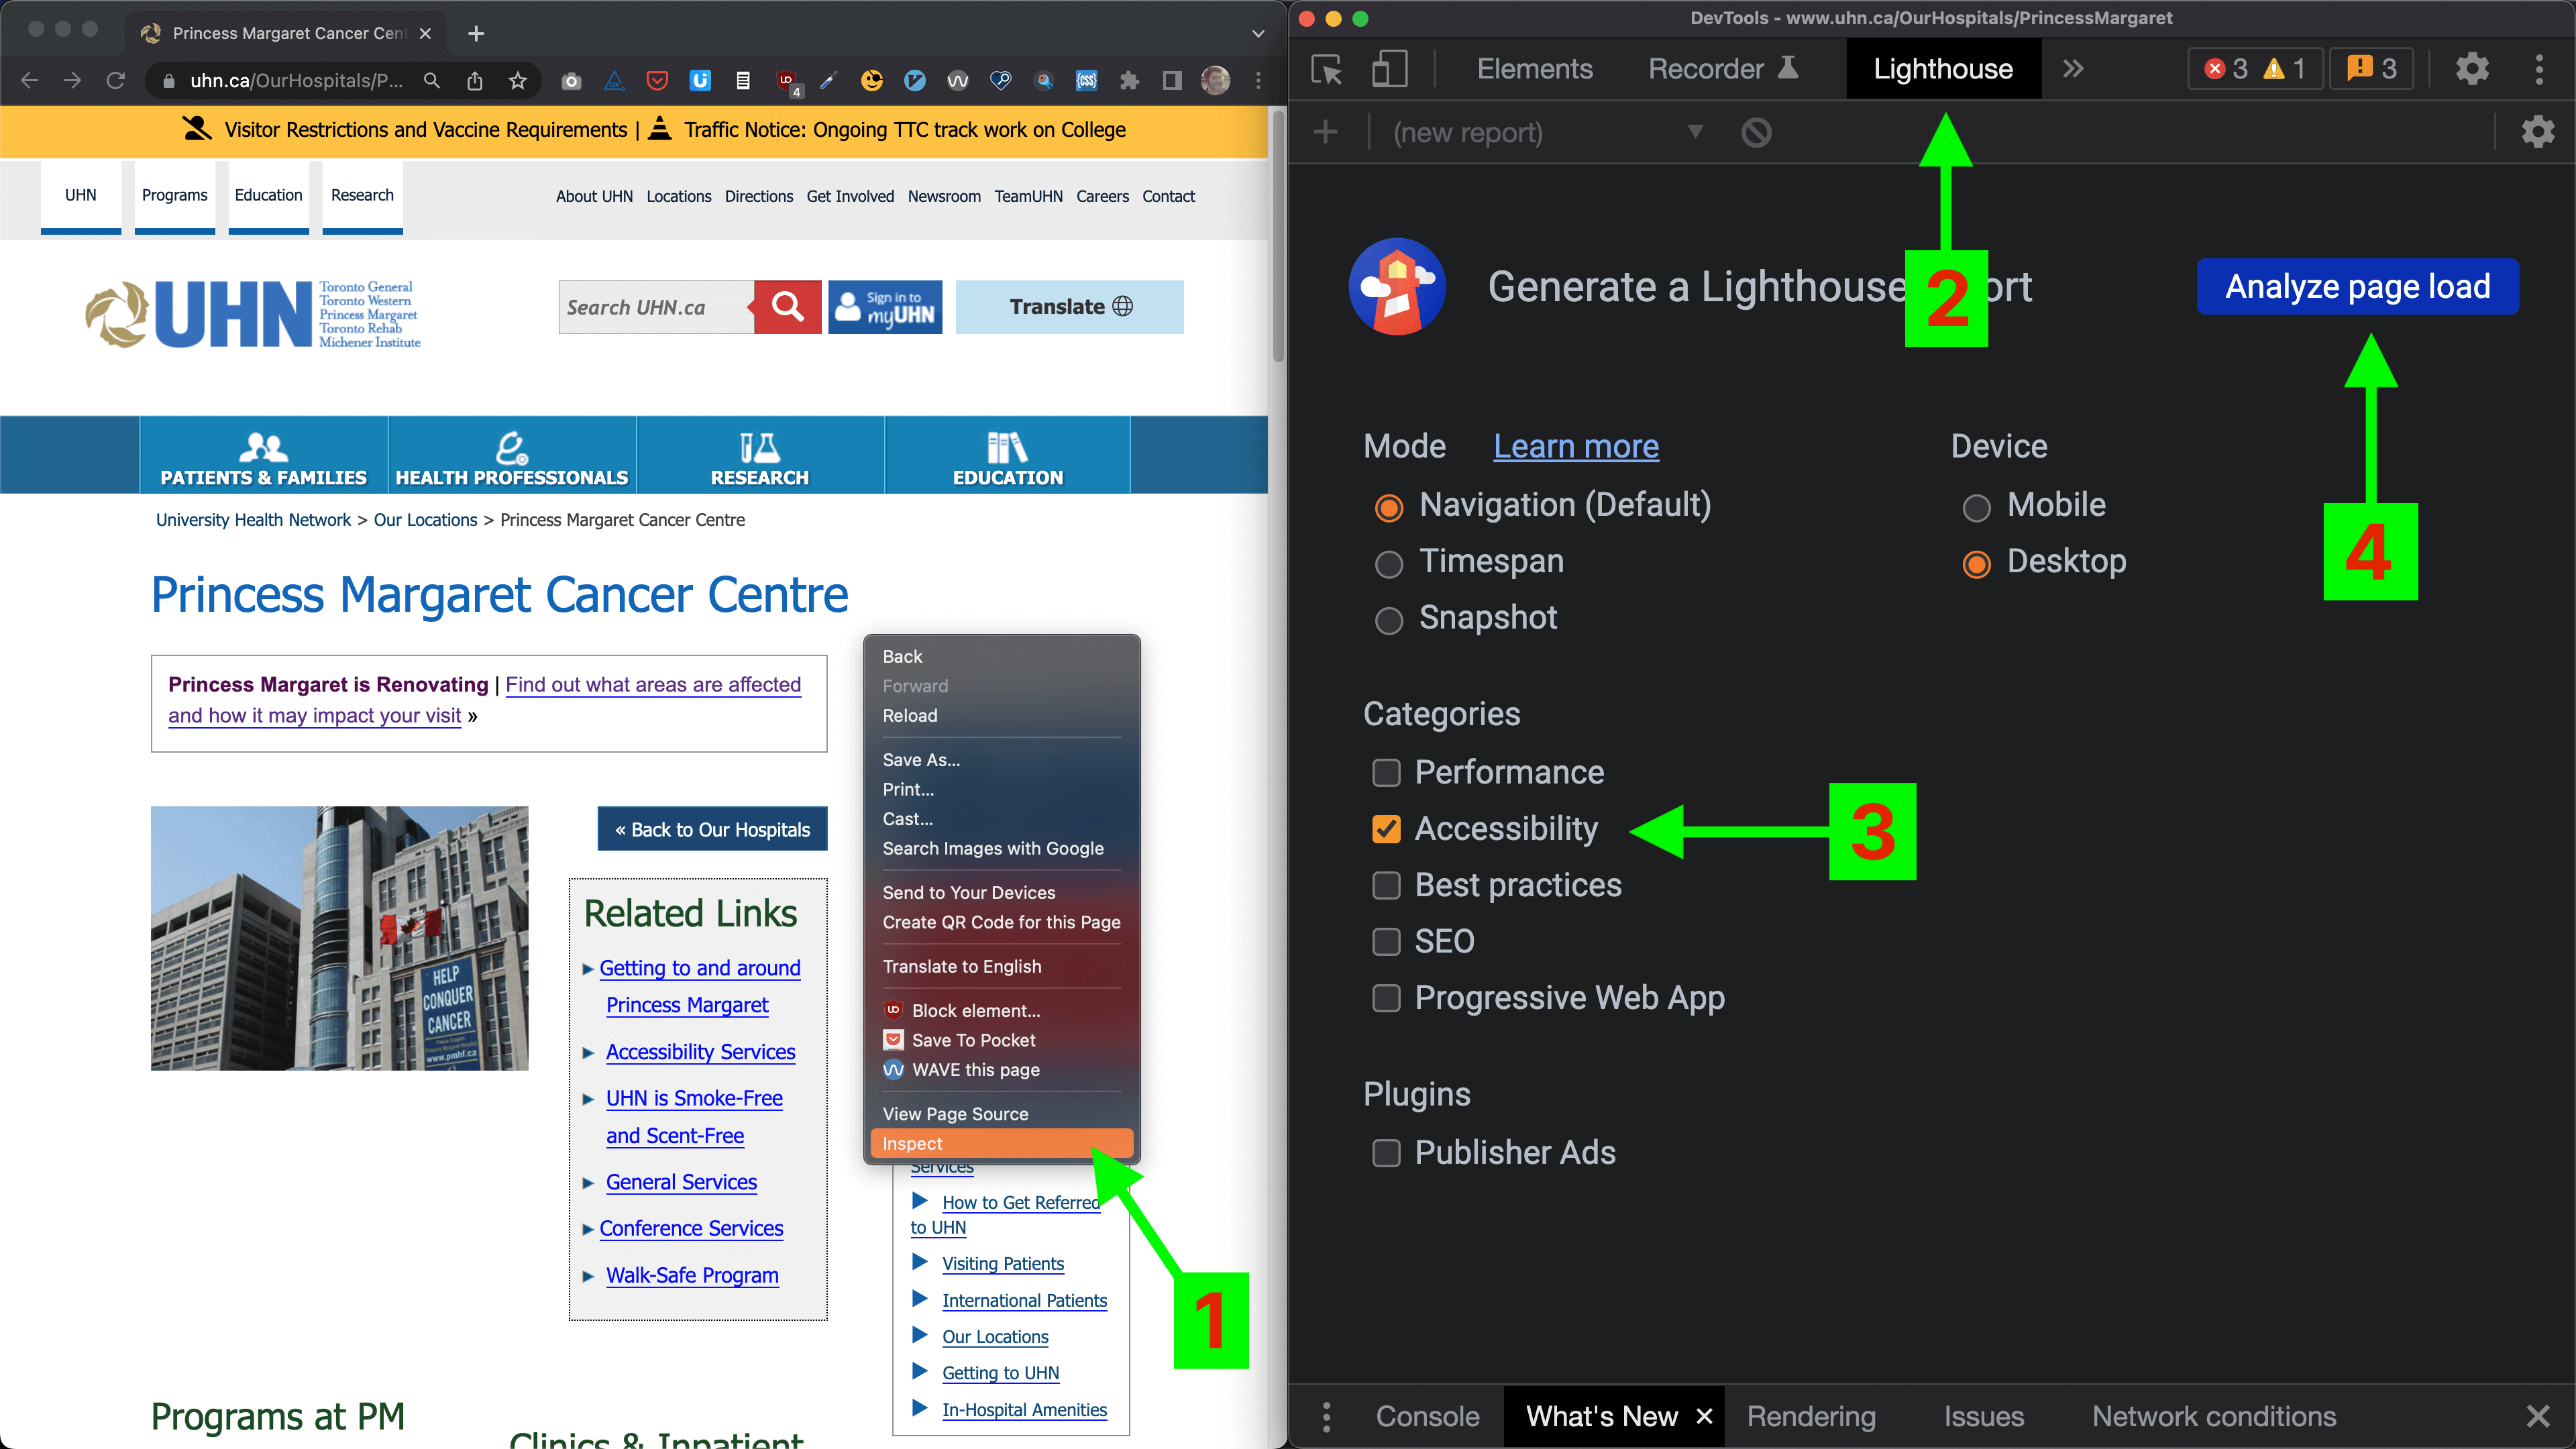 Princess Margaret Cancer Cen
uhn.ca/OurHospitals/P...
4
Visitor Restrictions and Vaccine Requirements | Traffic Notice: Ongoing TTC track work on College
UHN Programs Education Research
About UHN Locations Directions Get Involved Newsroom TeamUHN Careers Contact
UHN
Toronto General
Toronto Western
Princess Margaret
Toronto Rehab
Michener Institute
Search UHN.ca
Sign in to
myUHN
Translate
PATIENTS & FAMILIES HEALTH PROFESSIONALS RESEARCH EDUCATION
University Health Network > Our Locations > Princess Margaret Cancer Centre
Princess Margaret Cancer Centre
Princess Margaret is Renovating | Find out what areas are affected
and how it may impact your visit »
« Back to Our Hospitals
HELP
CONQUER
CANCER
www.pmhf.ca
Related Links
Getting to and around
Princess Margaret
Accessibility Services
UHN is Smoke-Free
and Scent-Free
General Services
Conference Services
Walk-Safe Program
Back
Forward
Reload
Save As...
Print...
Cast...
Search Images with Google
Send to Your Devices
Create QR Code for this Page
Translate to English
Block element...
Save To Pocket
WAVE this page
View Page Source
Inspect
Services
How to Get Referred
to UHN
Visiting Patients
International Patients
Our Locations
Getting to UHN
In-Hospital Amenities
1
Programs at PM
Clinics & Inpatient
DevTools - www.uhn.ca/OurHospitals/PrincessMargaret
Elements Recorder Lighthouse » 3 1 3
(new report)
Generate a Lighthouse ort
2
Analyze page load
4
Mode Learn more
Navigation (Default)
Timespan
Snapshot
Device
Mobile
Desktop
Categories
Performance
Accessibility
3
Best practices
SEO
Progressive Web App
Plugins
Publisher Ads
Console What's New Rendering Issues Network conditions